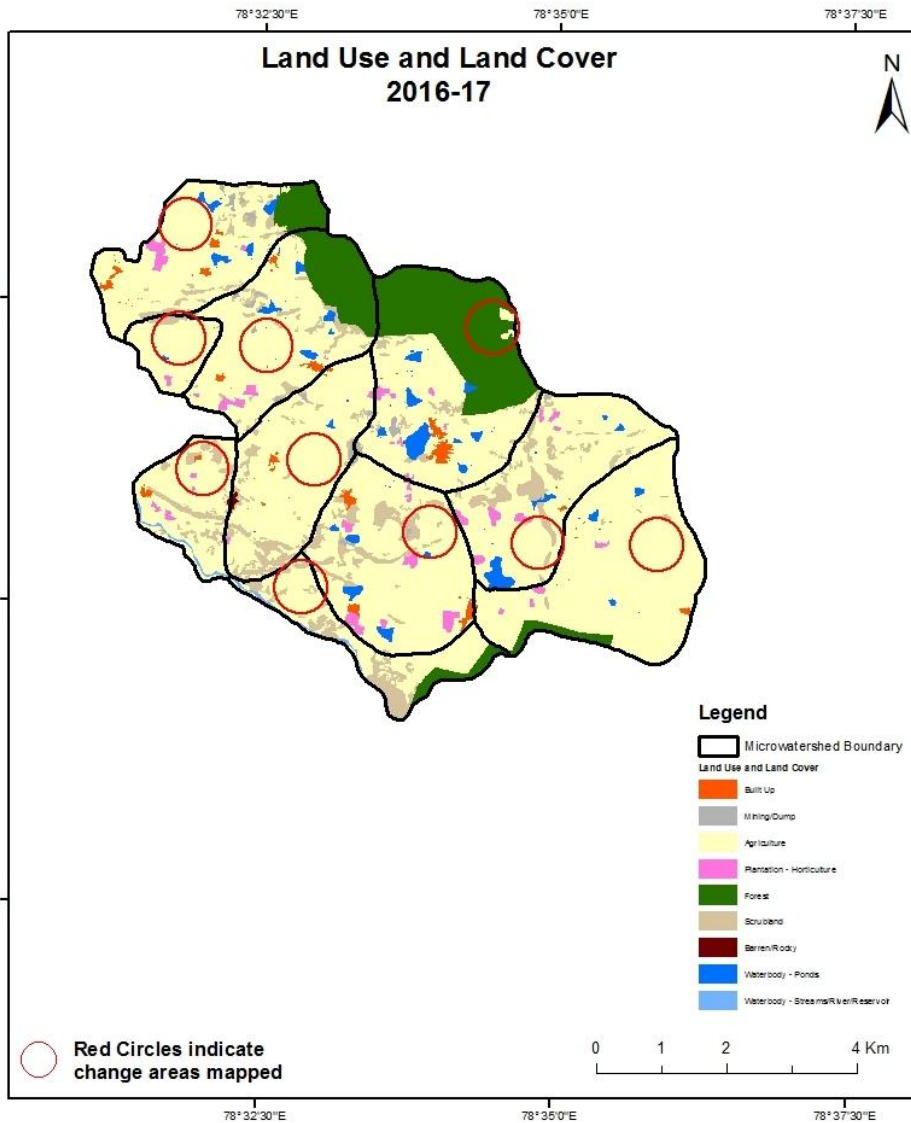 78°32'30"E 78°35'0"E 78°37'30"E
Land Use and Land Cover
2016-17
N
Legend
Microwatershed Boundary
Land Use and Land Cover
Built Up
Mining/Dump
Agriculture
Plantation - Horticulture
Forest
Scrubland
Barren/Rocky
Waterbody - Ponds
Waterbody - Streams/River/Reservoir
Red Circles indicate
change areas mapped
0 1 2 4 Km
78°32'30"E 78°35'0"E 78°37'30"E